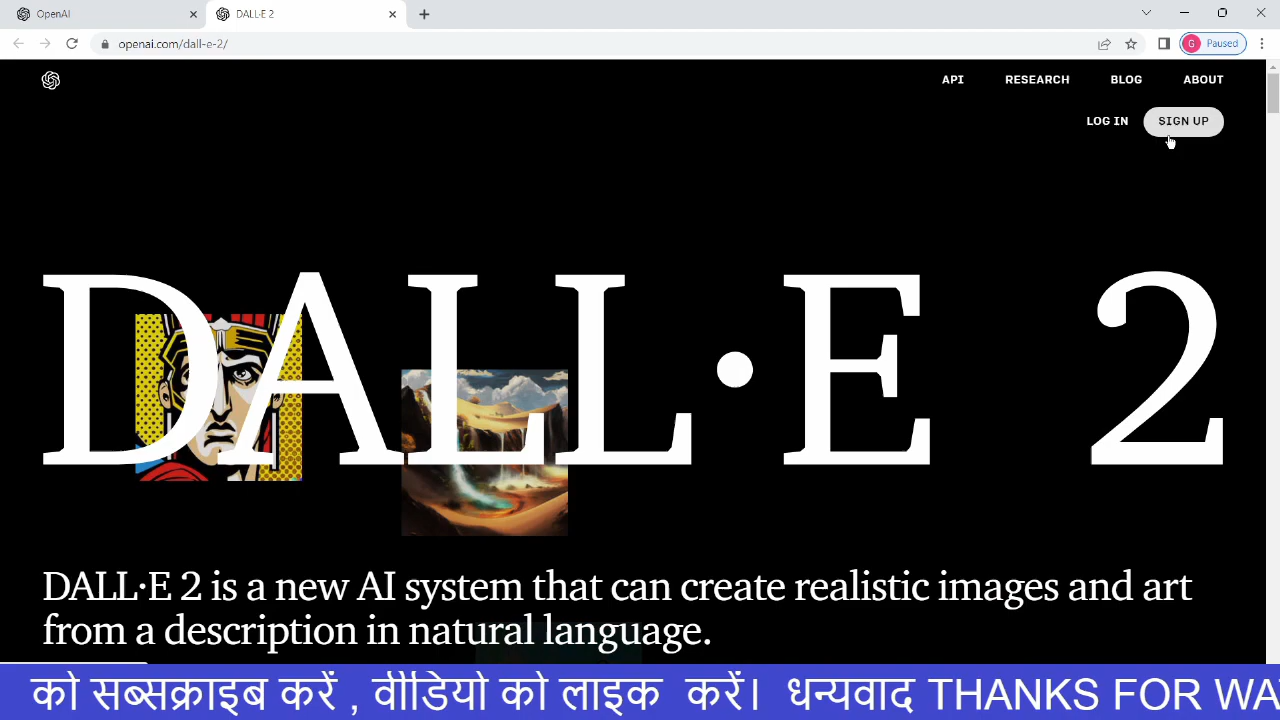 OpenAI
DALL·E 2
openai.com/dall-e-2/
G Paused
API RESEARCH BLOG ABOUT
LOG IN SIGN UP
DALL·E 2
DALL·E 2 is a new AI system that can create realistic images and art
from a description in natural language.
को सब्सक्राइब करें , वीडियो को लाइक करें। धन्यवाद THANKS FOR WA